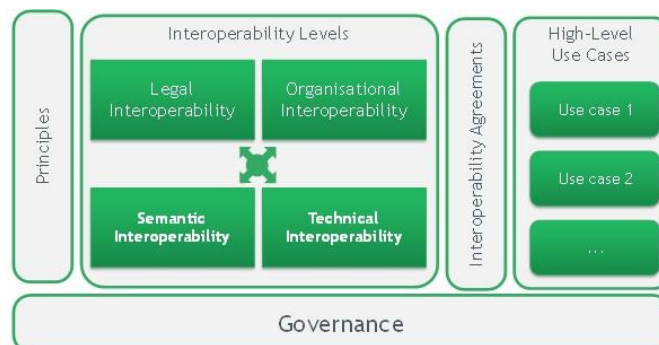 Principles
Interoperability Levels
Legal
Interoperability
Organisational
Interoperability
Semantic
Interoperability
Technical
Interoperability
Interoperability Agreements
High-Level
Use Cases
Use case 1
Use case 2
...
Governance